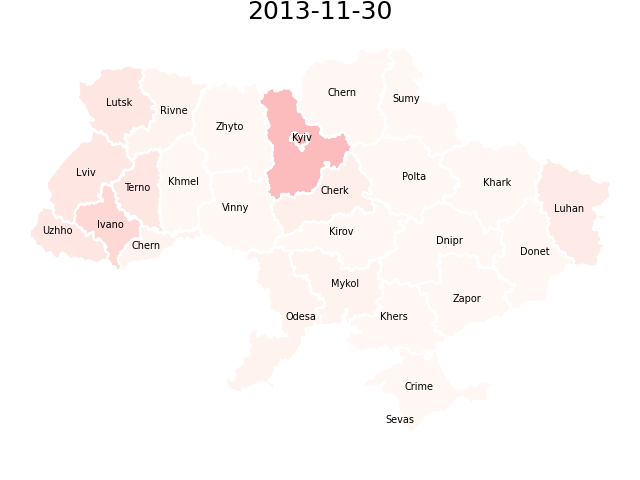 2013-11-30
Chern
Sumy
Lutsk
Rivne
Zhyto
Kyiv
Lviv
Terno
Khmel
Cherk
Polta
Khark
Luhan
Uzhho
Ivano
Chern
Vinny
Kirov
Dnipr
Donet
Mykol
Odesa
Khers
Zapor
Crime
Sevas